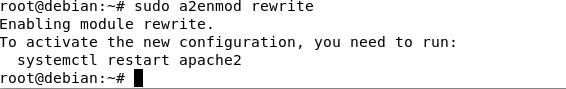 root@debian:~# sudo a2enmod rewrite
Enabling module rewrite.
To activate the new configuration, you need to run:
  systemctl restart apache2
root@debian:~#